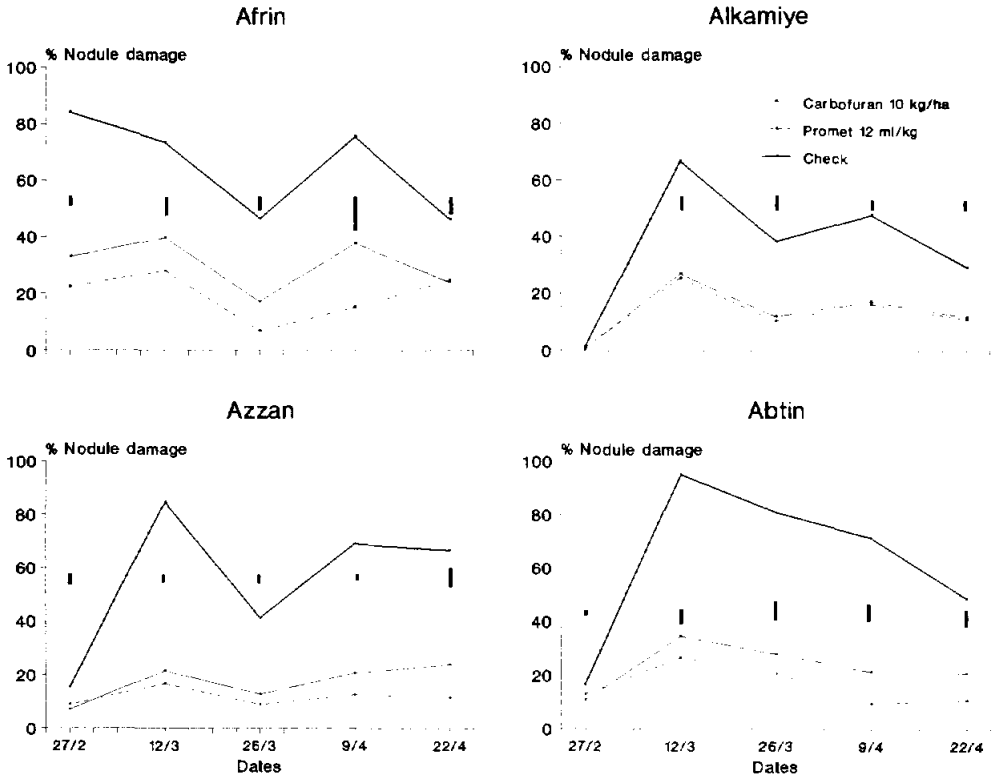 Afrin
% Nodule damage
100
80
60
40
20
0
Alkamiye
% Nodule damage
100
80
60
40
20
0
Carbofuran 10 kg/ha
Promet 12 ml/kg
Check
Azzan
% Nodule damage
100
80
60
40
20
0
27/2 12/3 26/3 9/4 22/4
Dates
Abtin
% Nodule damage
100
80
60
40
20
0
27/2 12/3 26/3 9/4 22/4
Dates